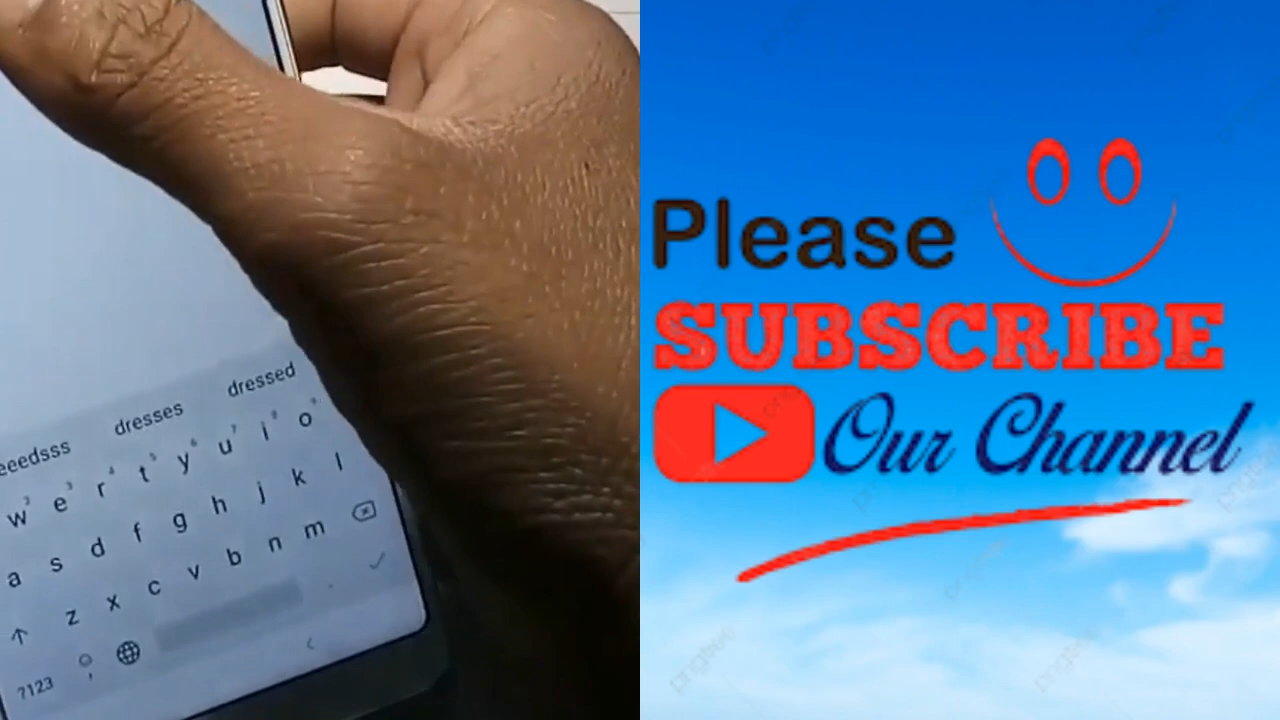 eeedsss dresses dressed
w e r t y u i o
a s d f g h j k l
z x c v b n m
?123
Please
SUBSCRIBE
Our Channel